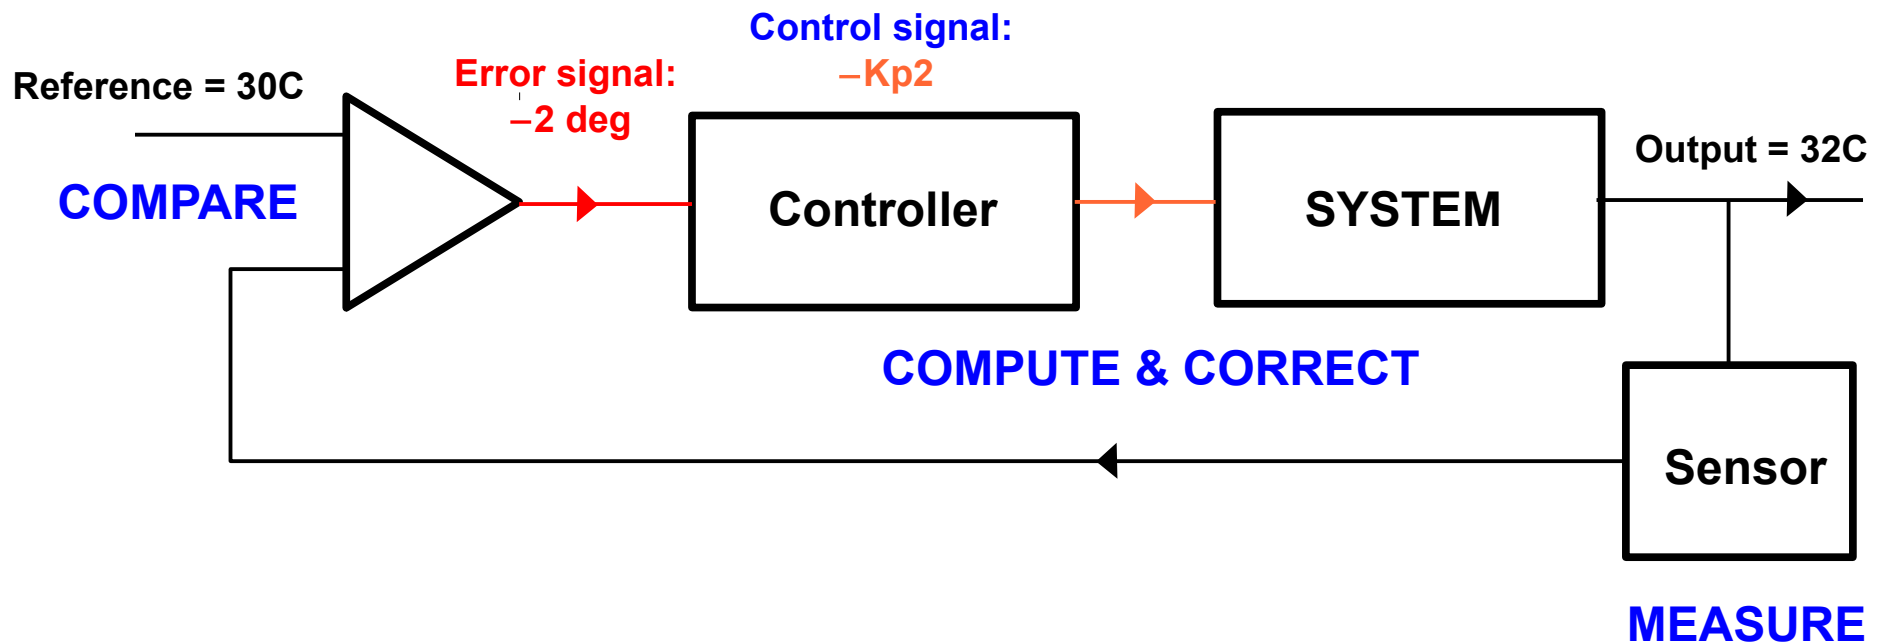 Control signal:
–Kp2
Error signal:
–2 deg
Reference = 30C
Output = 32C
COMPARE
Controller
SYSTEM
COMPUTE & CORRECT
Sensor
MEASURE